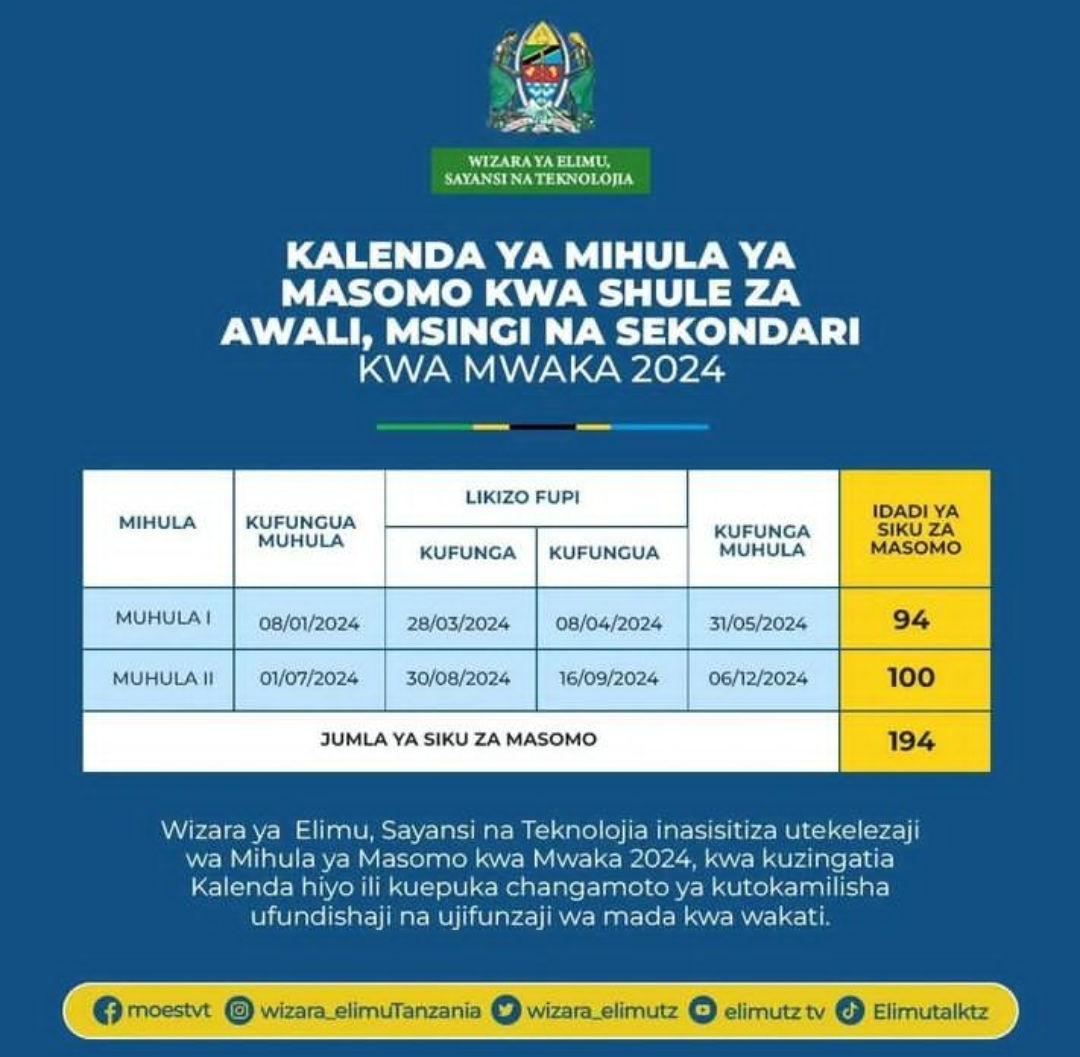 WIZARA YA ELIMU,
SAYANSI NA TEKNOLOJIA
KALENDA YA MIHULA YA
MASOMO KWA SHULE ZA
AWALI, MSINGI NA SEKONDARI
KWA MWAKA 2024
MIHULA
KUFUNGUA
MUHULA
LIKIZO FUPI
KUFUNGA
KUFUNGUA
KUFUNGA
MUHULA
IDADI YA
SIKU ZA
MASOMO
MUHULA I 08/01/2024 28/03/2024 08/04/2024 31/05/2024 94
MUHULA II 01/07/2024 30/08/2024 16/09/2024 06/12/2024 100
JUMLA YA SIKU ZA MASOMO 194
Wizara ya Elimu, Sayansi na Teknolojia inasisitiza utekelezaji
wa Mihula ya Masomo kwa Mwaka 2024, kwa kuzingatia
Kalenda hiyo ili kuepuka changamoto ya kutokamilisha
ufundishaji na ujifunzaji wa mada kwa wakati.
moestvt wizara_elimuTanzania wizara_elimutz elimutz tv Elimutalktz